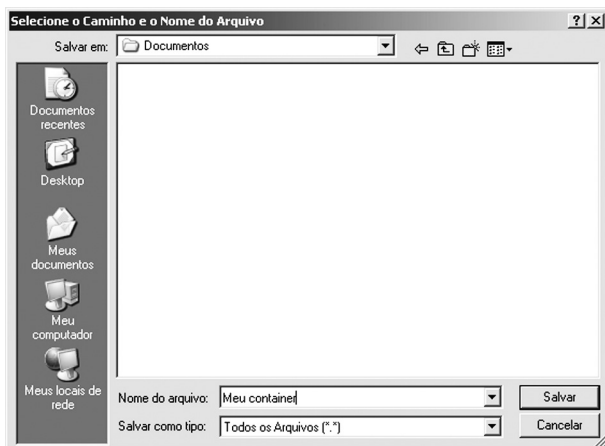 Selecione o Caminho e o Nome do Arquivo
Salvar em:
Documentos
Documentos
recentes
Desktop
Meus
documentos
Meu
computador
Meus locais de
rede
Nome do arquivo:
Meu container
Salvar
Salvar como tipo:
Todos os Arquivos (*.*)
Cancelar